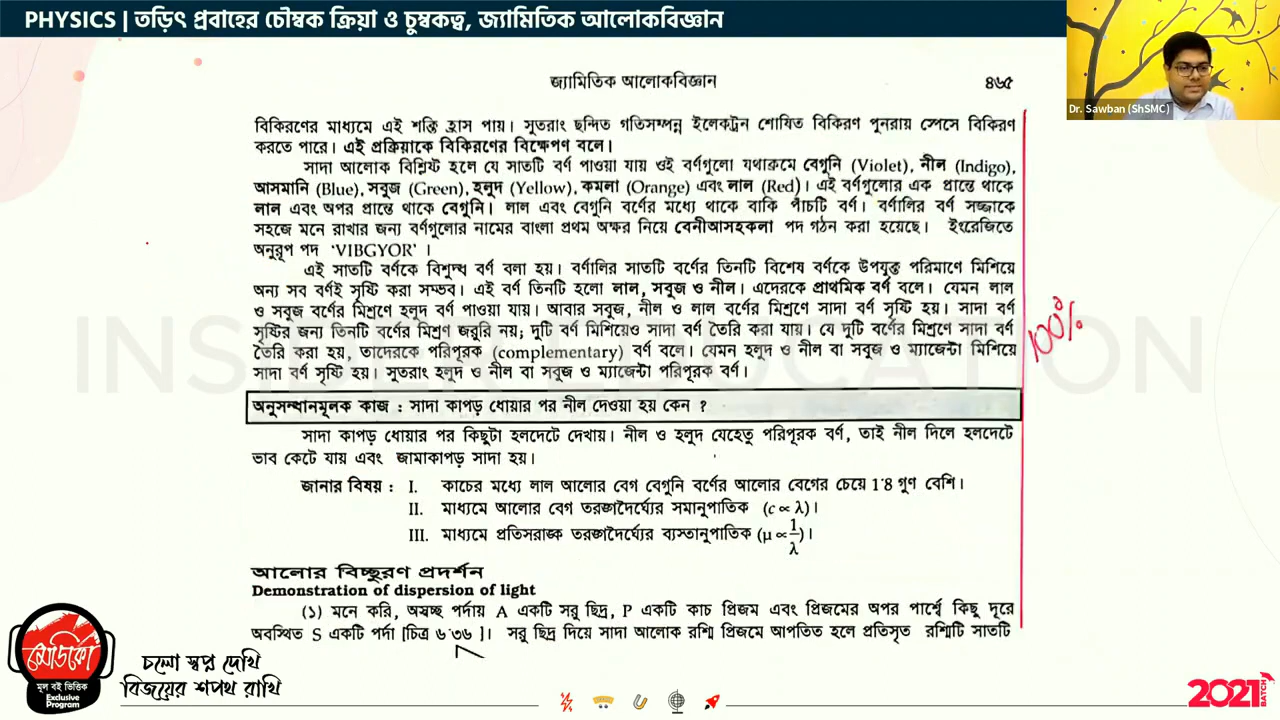 PHYSICS | তড়িৎ প্রবাহের চৌম্বক ক্রিয়া ও চুম্বকত্ব, জ্যামিতিক আলোকবিজ্ঞান
Dr. Sawban (ShSMC)
জ্যামিতিক আলোকবিজ্ঞান ৪৬৫
বিকিরণের মাধ্যমে এই শক্তি হ্রাস পায়। সুতরাং ছন্দিত গতিসম্পন্ন ইলেকট্রন শোষিত বিকিরণ পুনরায় স্পেসে বিকিরণ
করতে পারে। এই প্রক্রিয়াকে বিকিরণের বিক্ষেপণ বলে।
সাদা আলোক বিশ্লিষ্ট হলে যে সাতটি বর্ণ পাওয়া যায় ওই বর্ণগুলো যথাক্রমে বেগুনি (Violet), নীল (Indigo),
আসমানি (Blue), সবুজ (Green), হলুদ (Yellow), কমলা (Orange) এবং লাল (Red)। এই বর্ণগুলোর এক প্রান্তে থাকে
লাল এবং অপর প্রান্তে থাকে বেগুনি। লাল এবং বেগুনি বর্ণের মধ্যে থাকে বাকি পাঁচটি বর্ণ। বর্ণালির বর্ণ সজ্জাকে
সহজে মনে রাখার জন্য বর্ণগুলোর নামের বাংলা প্রথম অক্ষর নিয়ে বেনীআসহকলা পদ গঠন করা হয়েছে। ইংরেজিতে
অনুরূপ পদ 'VIBGYOR' ।
এই সাতটি বর্ণকে বিশুদ্ধ বর্ণ বলা হয়। বর্ণালির সাতটি বর্ণের তিনটি বিশেষ বর্ণকে উপযুক্ত পরিমাণে মিশিয়ে
অন্য সব বর্ণই সৃষ্টি করা সম্ভব। এই বর্ণ তিনটি হলো লাল, সবুজ ও নীল। এদেরকে প্রাথমিক বর্ণ বলে। যেমন লাল
ও সবুজ বর্ণের মিশ্রণে হলুদ বর্ণ পাওয়া যায়। আবার সবুজ, নীল ও লাল বর্ণের মিশ্রণে সাদা বর্ণ সৃষ্টি হয়। সাদা বর্ণ
সৃষ্টির জন্য তিনটি বর্ণের মিশ্রণ জরুরি নয়; দুটি বর্ণ মিশিয়েও সাদা বর্ণ তৈরি করা যায়। যে দুটি বর্ণের মিশ্রণে সাদা বর্ণ
তৈরি করা হয়, তাদেরকে পরিপূরক (complementary) বর্ণ বলে। যেমন হলুদ ও নীল বা সবুজ ও ম্যাজেন্টা মিশিয়ে
সাদা বর্ণ সৃষ্টি হয়। সুতরাং হলুদ ও নীল বা সবুজ ও ম্যাজেন্টা পরিপূরক বর্ণ।
100%
INSIDER EDUCATION
অনুসন্ধানমূলক কাজ : সাদা কাপড় ধোয়ার পর নীল দেওয়া হয় কেন ?
সাদা কাপড় ধোয়ার পর কিছুটা হলদেটে দেখায়। নীল ও হলুদ যেহেতু পরিপূরক বর্ণ, তাই নীল দিলে হলদেটে
ভাব কেটে যায় এবং জামাকাপড় সাদা হয়।
জানার বিষয় : I. কাচের মধ্যে লাল আলোর বেগ বেগুনি বর্ণের আলোর বেগের চেয়ে 1·8 গুণ বেশি।
II. মাধ্যমে আলোর বেগ তরঙ্গদৈর্ঘ্যের সমানুপাতিক (c ∝ λ)।
III. মাধ্যমে প্রতিসরাঙ্ক তরঙ্গদৈর্ঘ্যের ব্যস্তানুপাতিক (μ ∝ 1/λ)।
আলোর বিচ্ছুরণ প্রদর্শন
Demonstration of dispersion of light
(১) মনে করি, অস্বচ্ছ পর্দায় A একটি সরু ছিদ্র, P একটি কাচ প্রিজম এবং প্রিজমের অপর পার্শ্বে কিছু দূরে
অবস্থিত S একটি পর্দা [চিত্র ৬·৩৬]। সরু ছিদ্র দিয়ে সাদা আলোক রশ্মি প্রিজমে আপতিত হলে প্রতিসৃত রশ্মিটি সাতটি
মেডিকো
মূল বই ভিত্তিক
Exclusive
Program
চলো স্বপ্ন দেখি
বিজয়ের শপথ রাখি
2021 BATCH